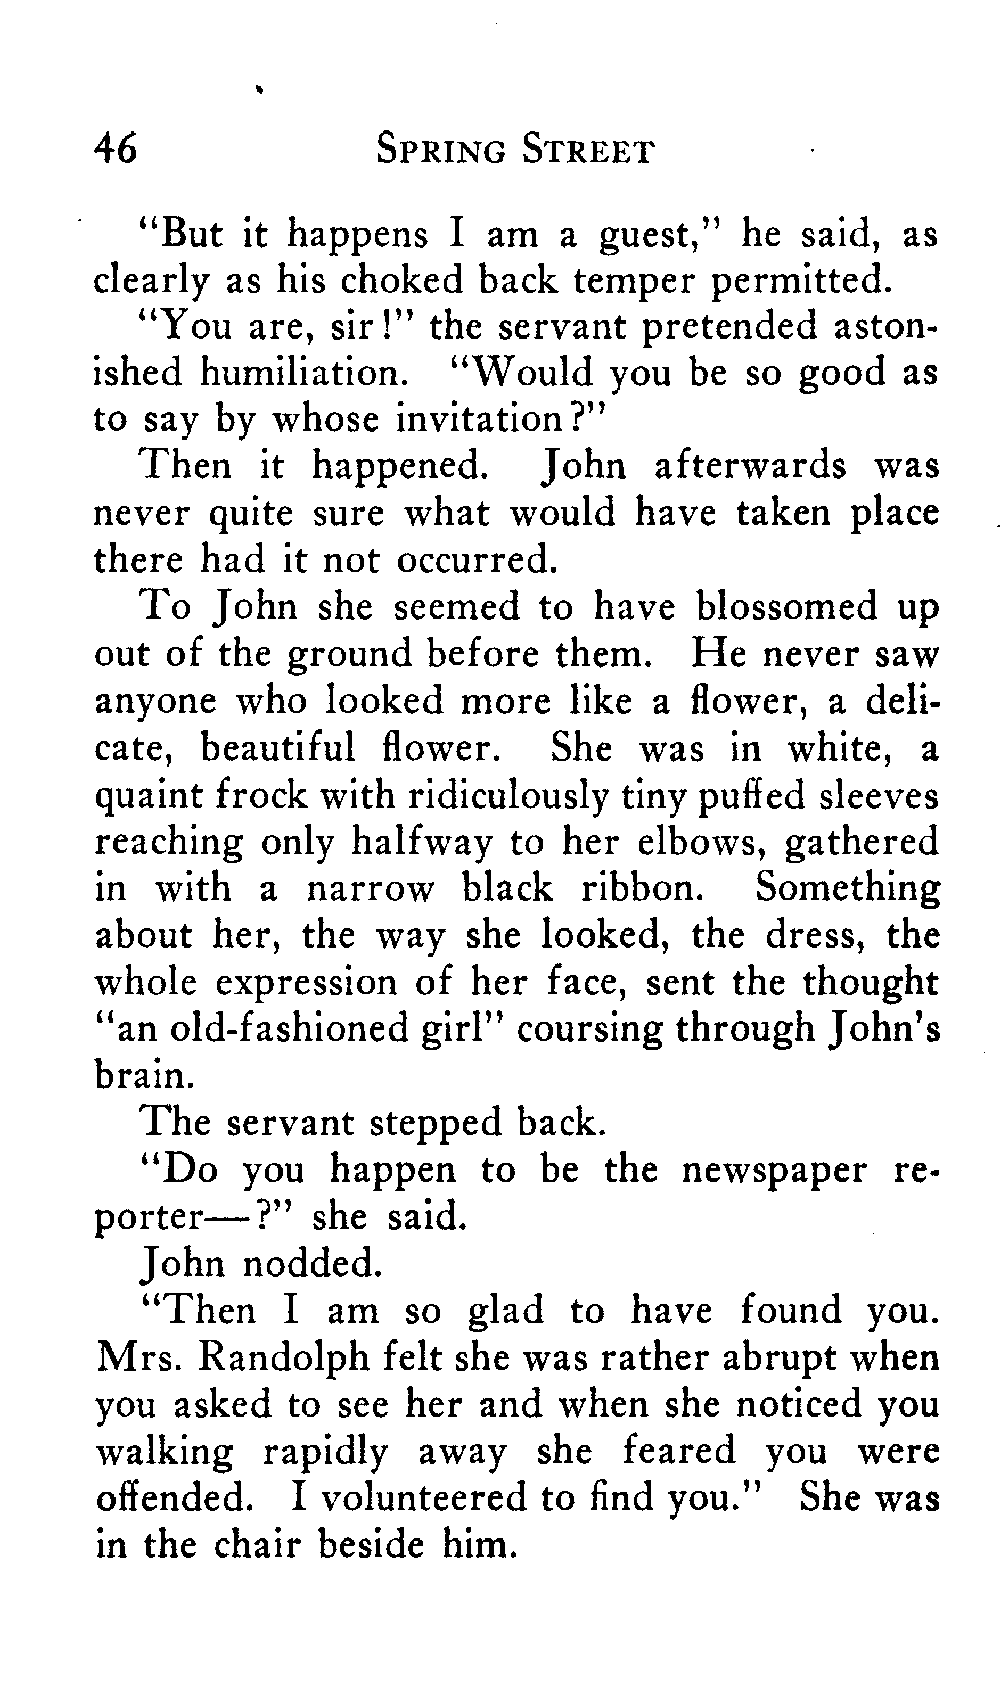 46 SPRING STREET
“But it happens I am a guest,” he said, as
clearly as his choked back temper permitted.
“You are, sir!” the servant pretended aston-
ished humiliation. “Would you be so good as
to say by whose invitation?”
Then it happened. John afterwards was
never quite sure what would have taken place
there had it not occurred.
To John she seemed to have blossomed up
out of the ground before them. He never saw
anyone who looked more like a flower, a deli-
cate, beautiful flower. She was in white, a
quaint frock with ridiculously tiny puffed sleeves
reaching only halfway to her elbows, gathered
in with a narrow black ribbon. Something
about her, the way she looked, the dress, the
whole expression of her face, sent the thought
“an old-fashioned girl” coursing through John's
brain.
The servant stepped back.
“Do you happen to be the newspaper re-
porter—?” she said.
John nodded.
“Then I am so glad to have found you.
Mrs. Randolph felt she was rather abrupt when
you asked to see her and when she noticed you
walking rapidly away she feared you were
offended. I volunteered to find you.” She was
in the chair beside him.